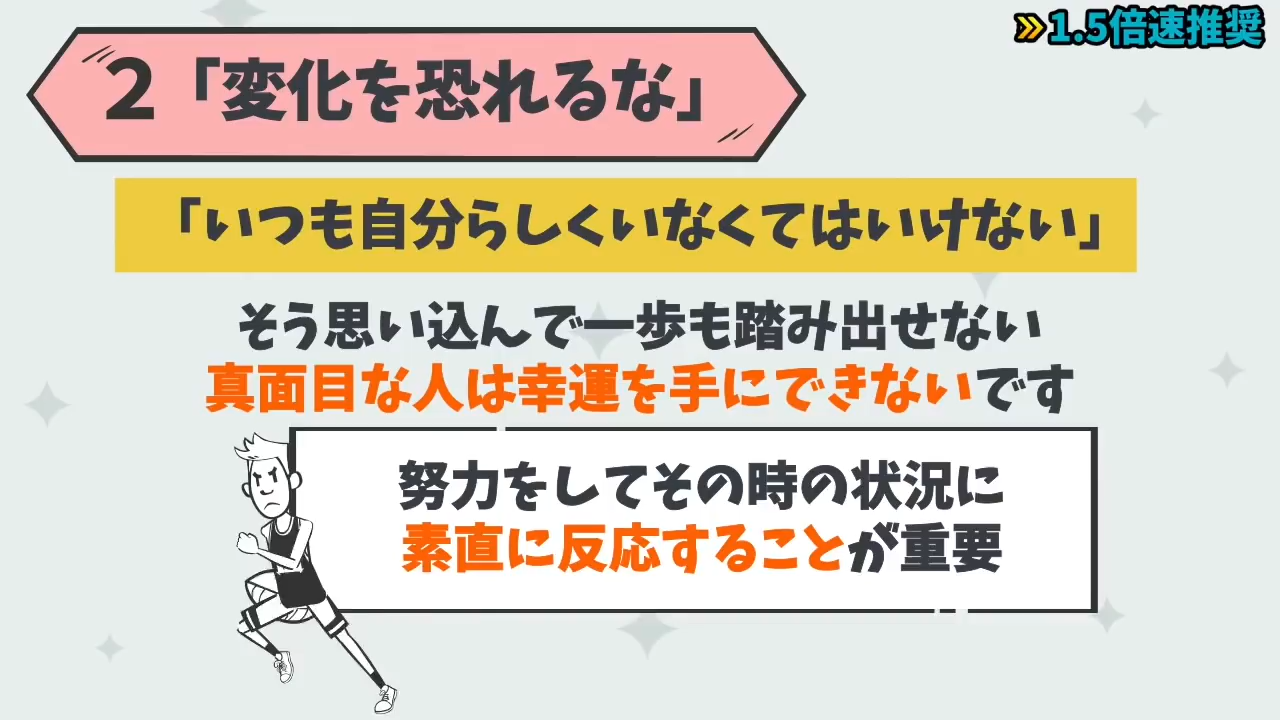 1.5倍速推奨
2「変化を恐れるな」
「いつも自分らしくいなくてはいけない」
そう思い込んで一歩も踏み出せない
真面目な人は幸運を手にできないです
努力をしてその時の状況に
素直に反応することが重要